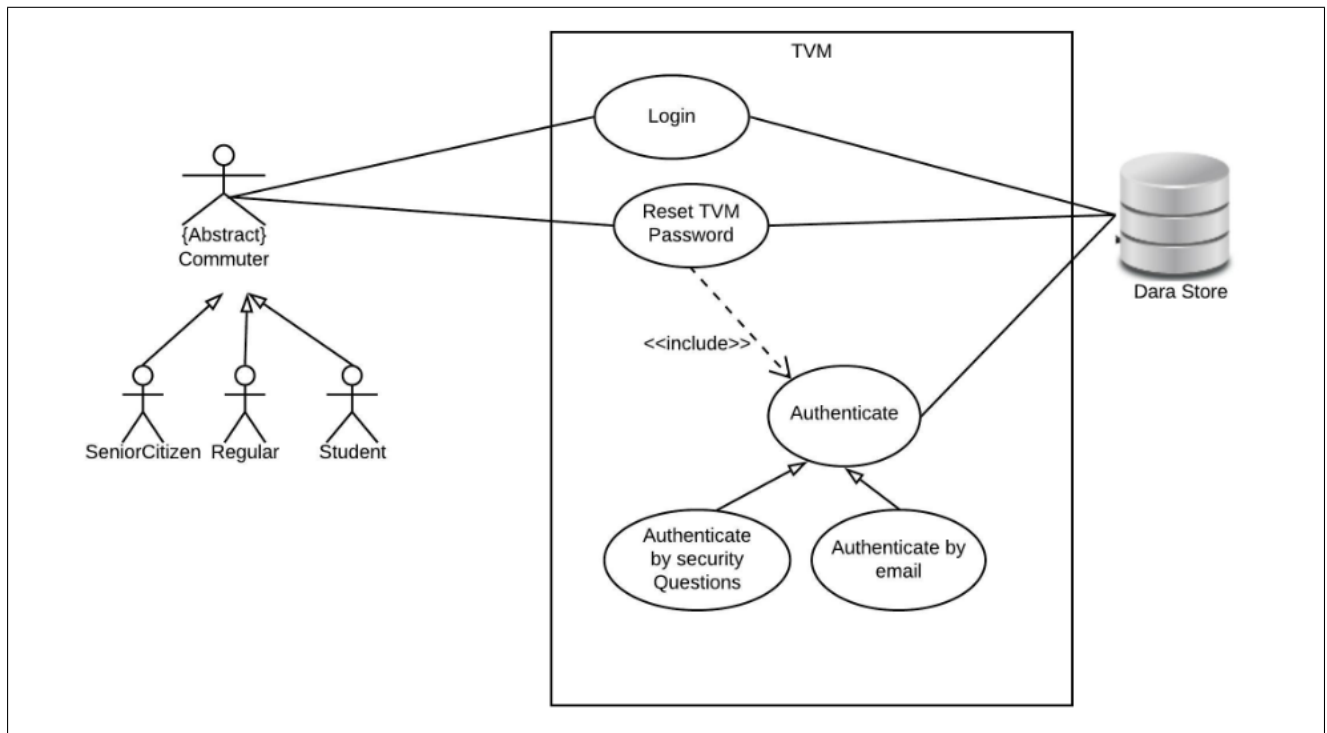 TVM
Login
Reset TVM
Password
{Abstract}
Commuter
Dara Store
<<include>>
Authenticate
SeniorCitizen
Regular
Student
Authenticate
by security
Questions
Authenticate by
email